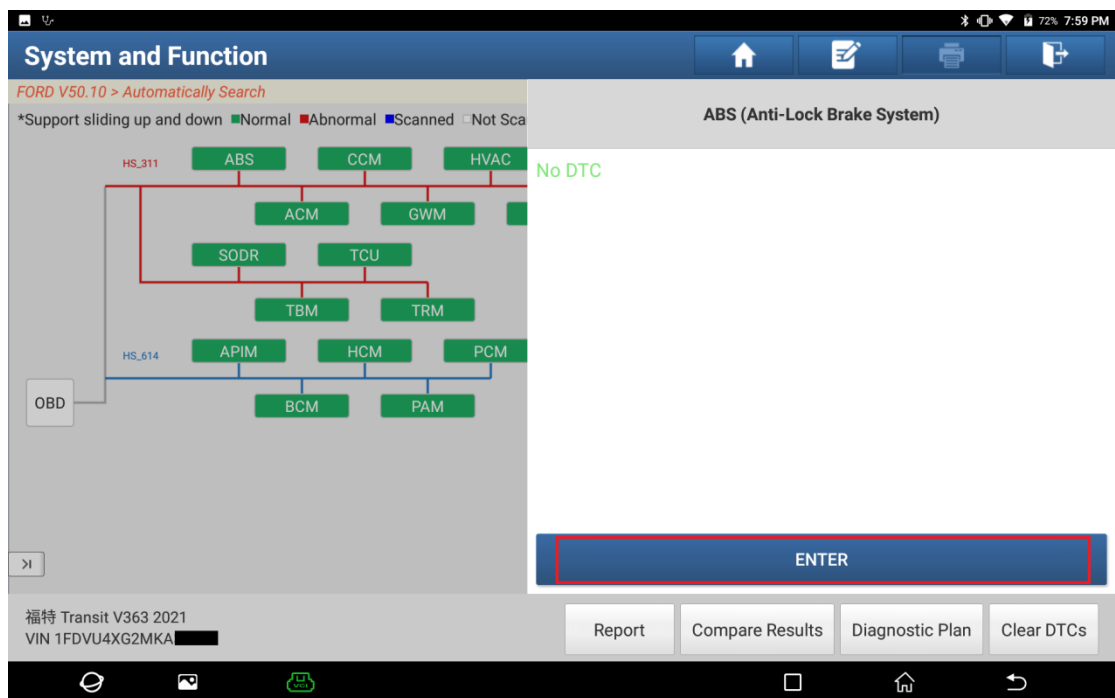 72% 7:59 PM
System and Function
FORD V50.10 > Automatically Search
*Support sliding up and down Normal Abnormal Scanned Not Sca
ABS (Anti-Lock Brake System)
No DTC
HS_311
ABS
CCM
HVAC
ACM
GWM
SODR
TCU
TBM
TRM
HS_614
APIM
HCM
PCM
OBD
BCM
PAM
ENTER
福特 Transit V363 2021
VIN 1FDVU4XG2MKA
Report
Compare Results
Diagnostic Plan
Clear DTCs
VCI